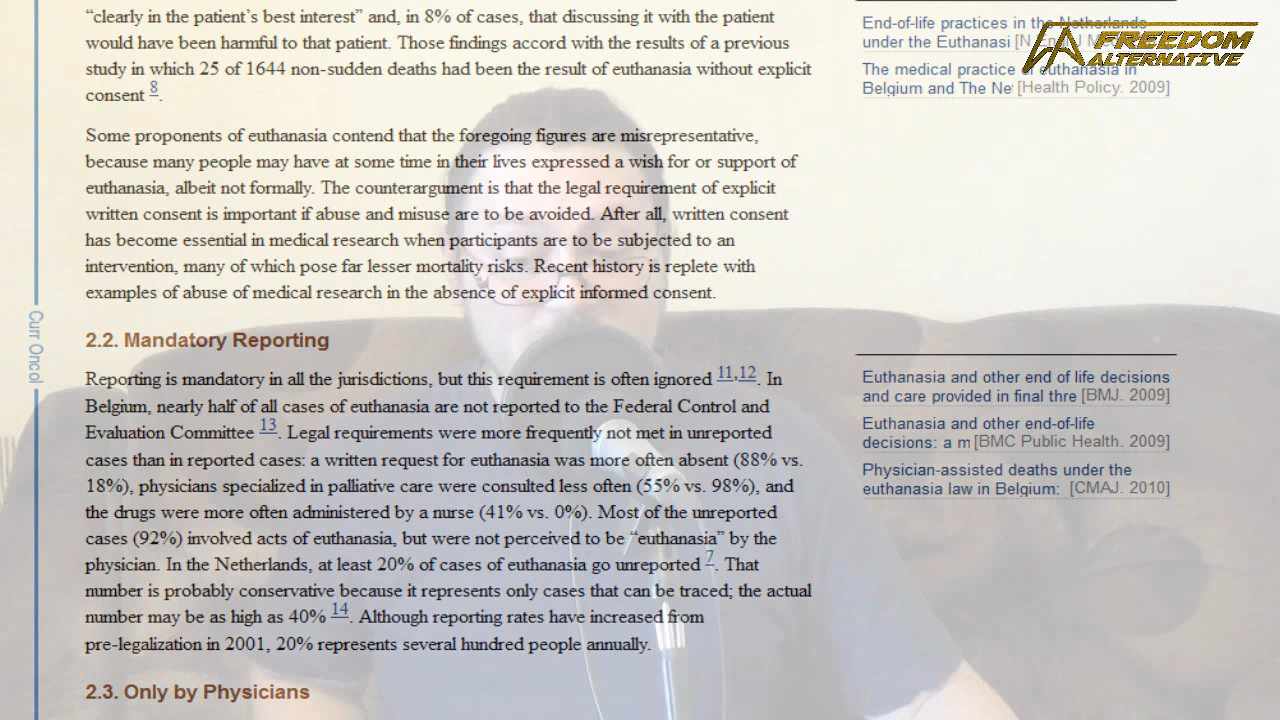 “clearly in the patient’s best interest” and, in 8% of cases, that discussing it with the patient
would have been harmful to that patient. Those findings accord with the results of a previous
study in which 25 of 1644 non-sudden deaths had been the result of euthanasia without explicit
consent 8.
Some proponents of euthanasia contend that the foregoing figures are misrepresentative,
because many people may have at some time in their lives expressed a wish for or support of
euthanasia, albeit not formally. The counterargument is that the legal requirement of explicit
written consent is important if abuse and misuse are to be avoided. After all, written consent
has become essential in medical research when participants are to be subjected to an
intervention, many of which pose far lesser mortality risks. Recent history is replete with
examples of abuse of medical research in the absence of explicit informed consent.
2.2. Mandatory Reporting
Reporting is mandatory in all the jurisdictions, but this requirement is often ignored 11,12. In
Belgium, nearly half of all cases of euthanasia are not reported to the Federal Control and
Evaluation Committee 13. Legal requirements were more frequently not met in unreported
cases than in reported cases: a written request for euthanasia was more often absent (88% vs.
18%), physicians specialized in palliative care were consulted less often (55% vs. 98%), and
the drugs were more often administered by a nurse (41% vs. 0%). Most of the unreported
cases (92%) involved acts of euthanasia, but were not perceived to be “euthanasia” by the
physician. In the Netherlands, at least 20% of cases of euthanasia go unreported 7. That
number is probably conservative because it represents only cases that can be traced; the actual
number may be as high as 40% 14. Although reporting rates have increased from
pre-legalization in 2001, 20% represents several hundred people annually.
2.3. Only by Physicians
Curr Oncol
End-of-life practices in the Netherlands
under the Euthanasi [N En
The medical practice of euthanasia in
Belgium and The Ne [Health Policy. 2009]
Euthanasia and other end of life decisions
and care provided in final thre [BMJ. 2009]
Euthanasia and other end-of-life
decisions: a m [BMC Public Health. 2009]
Physician-assisted deaths under the
euthanasia law in Belgium: [CMAJ. 2010]
FREEDOM
ALTERNATIVE